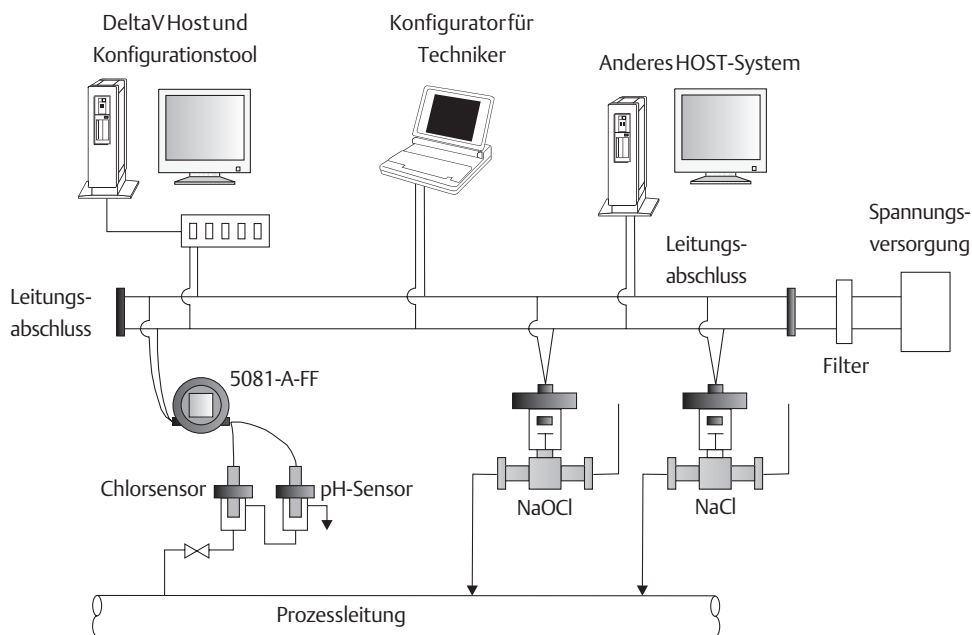 DeltaV Host und
Konfigurationstool
Konfigurator für
Techniker
Anderes HOST-System
Spannungs-
versorgung
Leitungs-
abschluss
Leitungs-
abschluss
Filter
5081-A-FF
Chlorsensor
pH-Sensor
NaOCl
NaCl
Prozessleitung